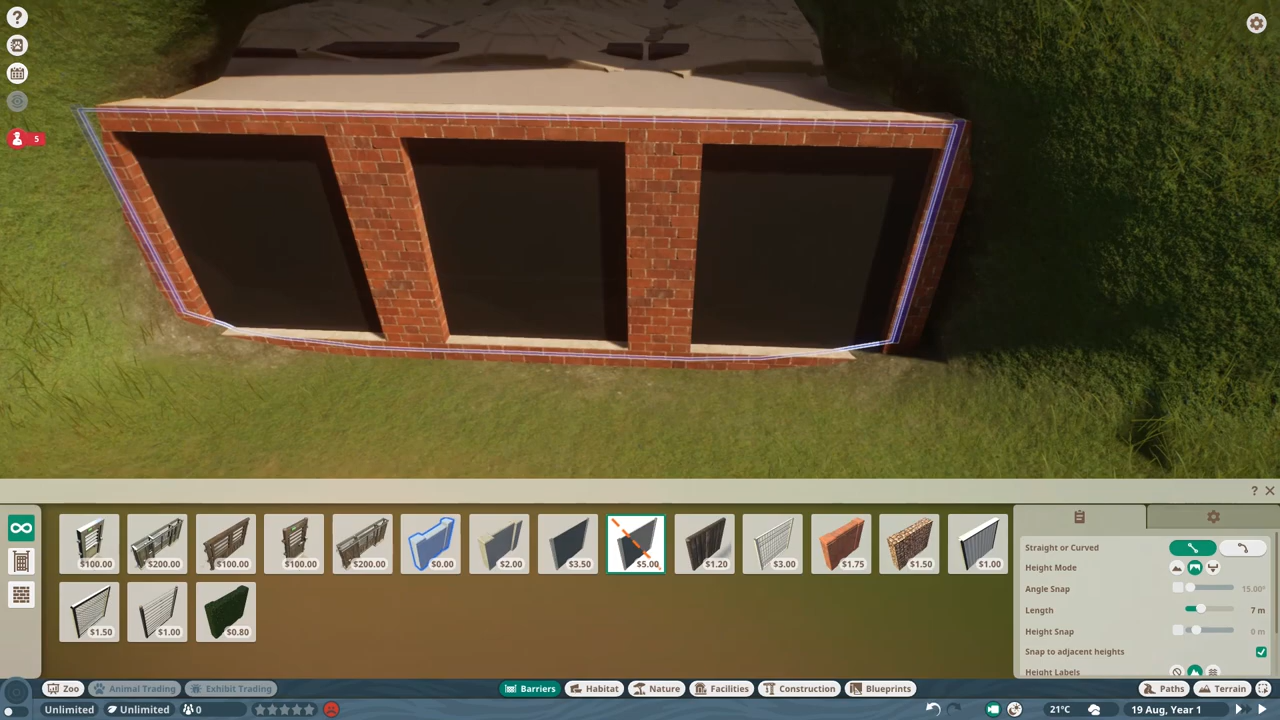 ?
5
? ×
$100.00 $200.00 $100.00 $100.00 $200.00 $0.00 $2.00 $3.50 $5.00 $1.20 $3.00 $1.75 $1.50 $1.00
$1.50 $1.00 $0.80
Straight or Curved
Height Mode
Angle Snap 15.00°
Length 7 m
Height Snap 0 m
Snap to adjacent heights
Height Labels
Zoo Animal Trading Exhibit Trading Barriers Habitat Nature Facilities Construction Blueprints Paths Terrain
Unlimited Unlimited 0 21°C 19 Aug, Year 1